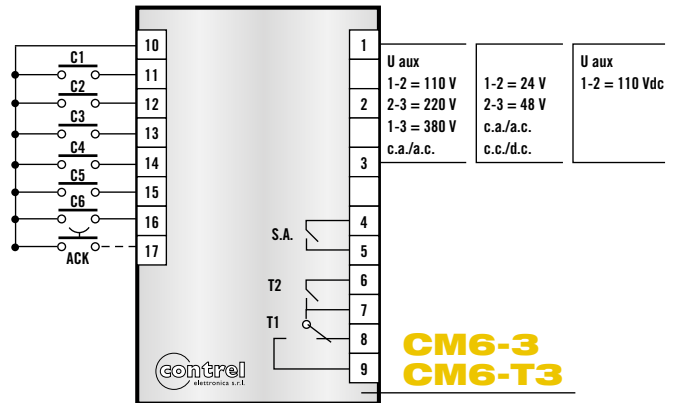 10
C1
11
C2
12
C3
13
C4
14
C5
15
C6
16
ACK
17
1
2
3
4
5
6
7
8
9
S.A.
T2
T1
U aux
1-2 = 110 V
2-3 = 220 V
1-3 = 380 V
c.a./a.c.
1-2 = 24 V
2-3 = 48 V
c.a./a.c.
c.c./d.c.
U aux
1-2 = 110 Vdc
contrel
elettronica s.r.l.
CM6-3
CM6-T3